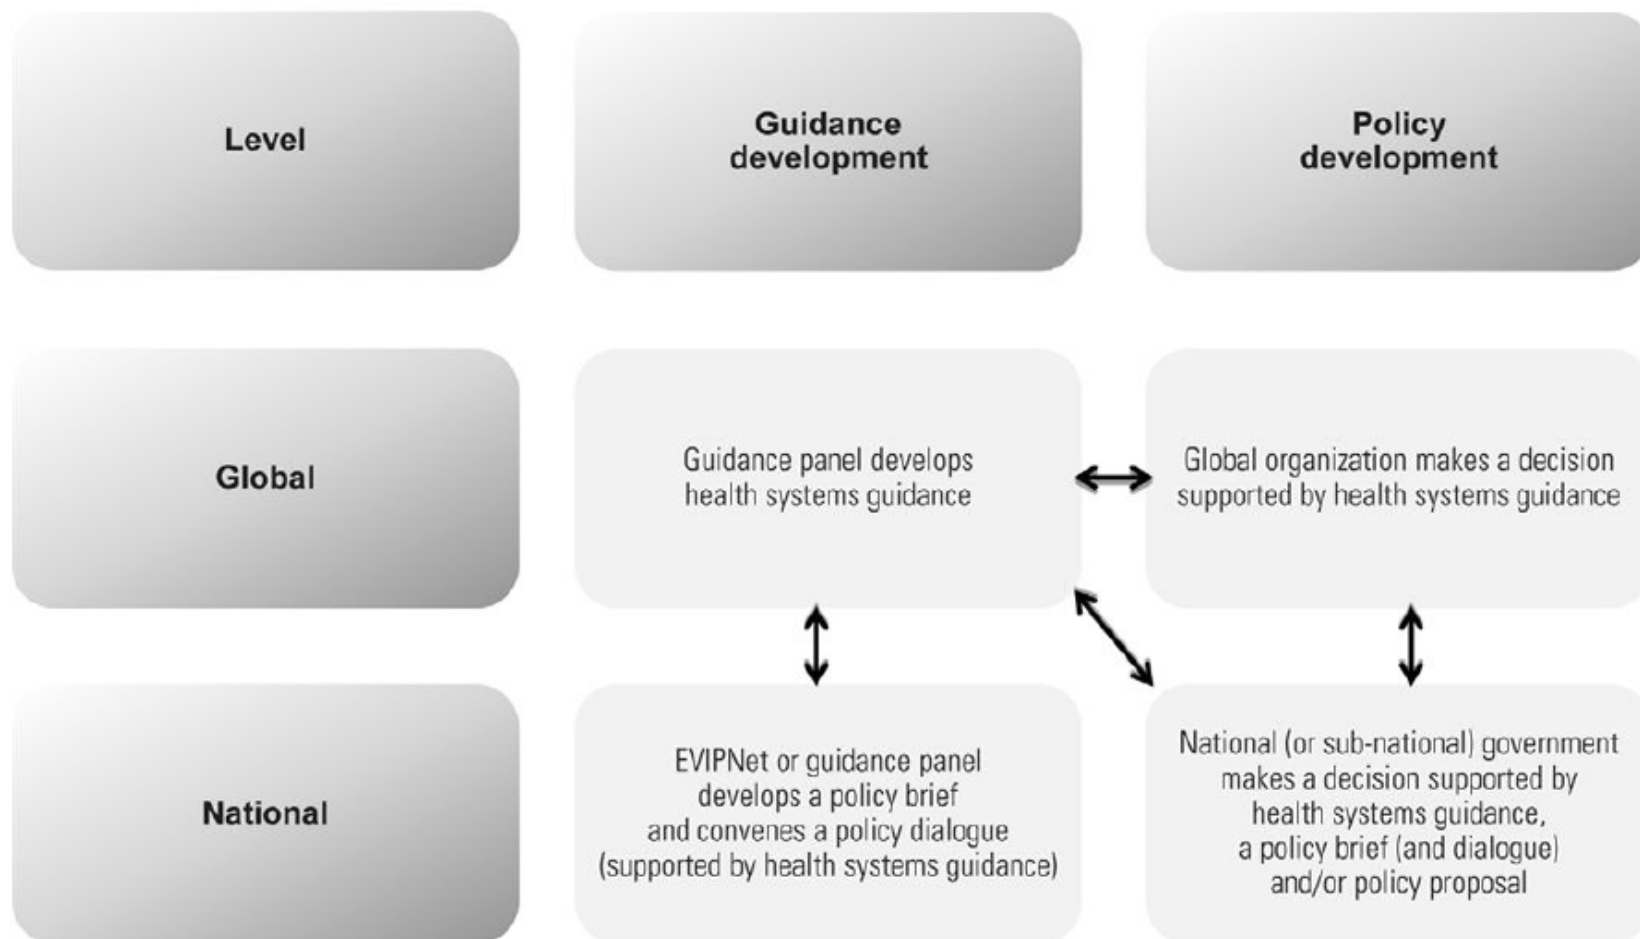 Level
Guidance
development
Policy
development
Global
Guidance panel develops
health systems guidance
Global organization makes a decision
supported by health systems guidance
National
EVIPNet or guidance panel
develops a policy brief
and convenes a policy dialogue
(supported by health systems guidance)
National (or sub-national) government
makes a decision supported by
health systems guidance,
a policy brief (and dialogue)
and/or policy proposal